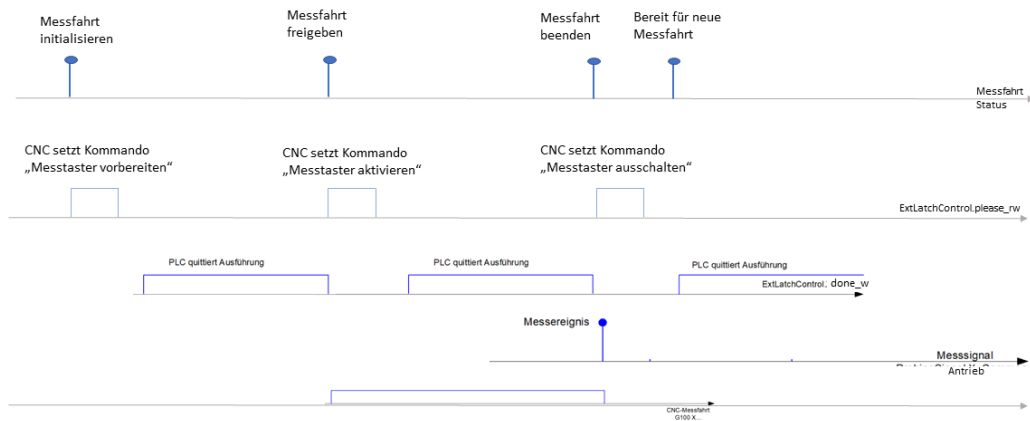 Messfahrt
initialisieren
Messfahrt
freigeben
Messfahrt
beenden
Bereit für neue
Messfahrt
Messfahrt
Status
CNC setzt Kommando
„Messtaster vorbereiten“
CNC setzt Kommando
„Messtaster aktivieren“
CNC setzt Kommando
„Messtaster ausschalten“
ExtLatchControl.please_rw
PLC quittiert Ausführung
PLC quittiert Ausführung
PLC quittiert Ausführung
ExtLatchControl. done_w
Messereignis
Messsignal
Antrieb
CNC-Messfahrt
G100 X...